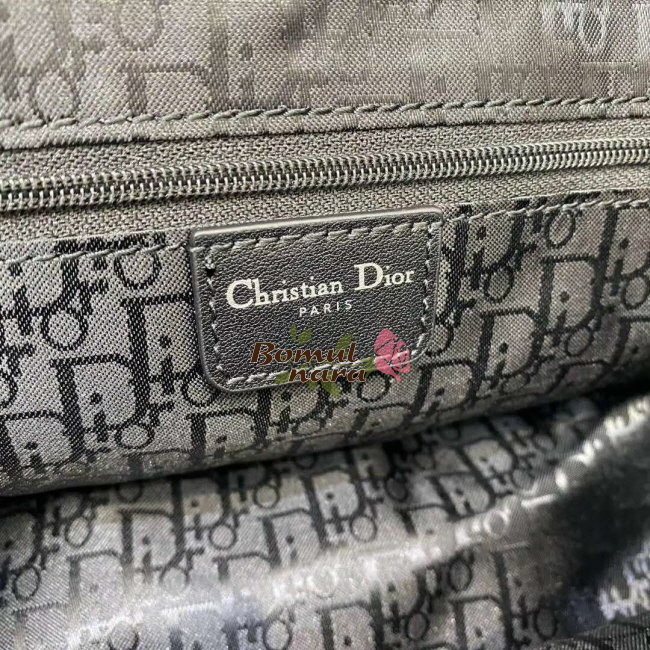 Christian Dior
PARIS
Bomul
nara